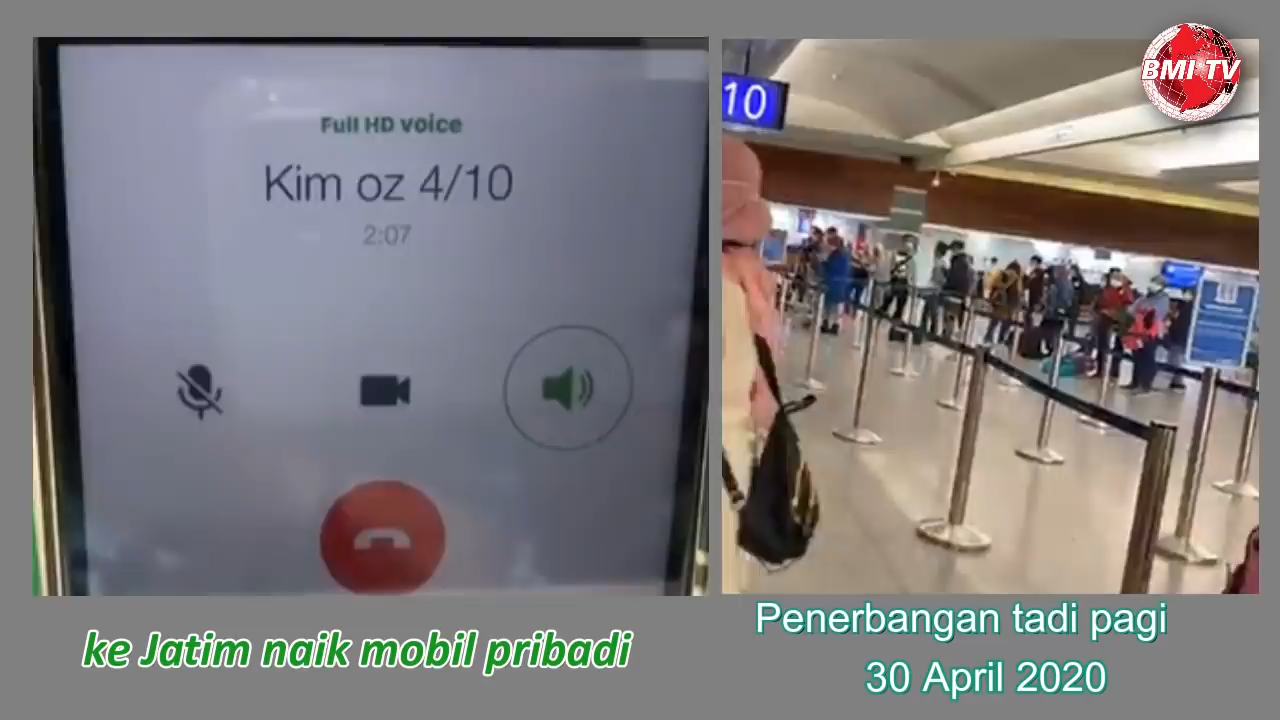 Full HD voice
Kim oz 4/10
2:07
10
BMI TV
ke Jatim naik mobil pribadi
Penerbangan tadi pagi
30 April 2020